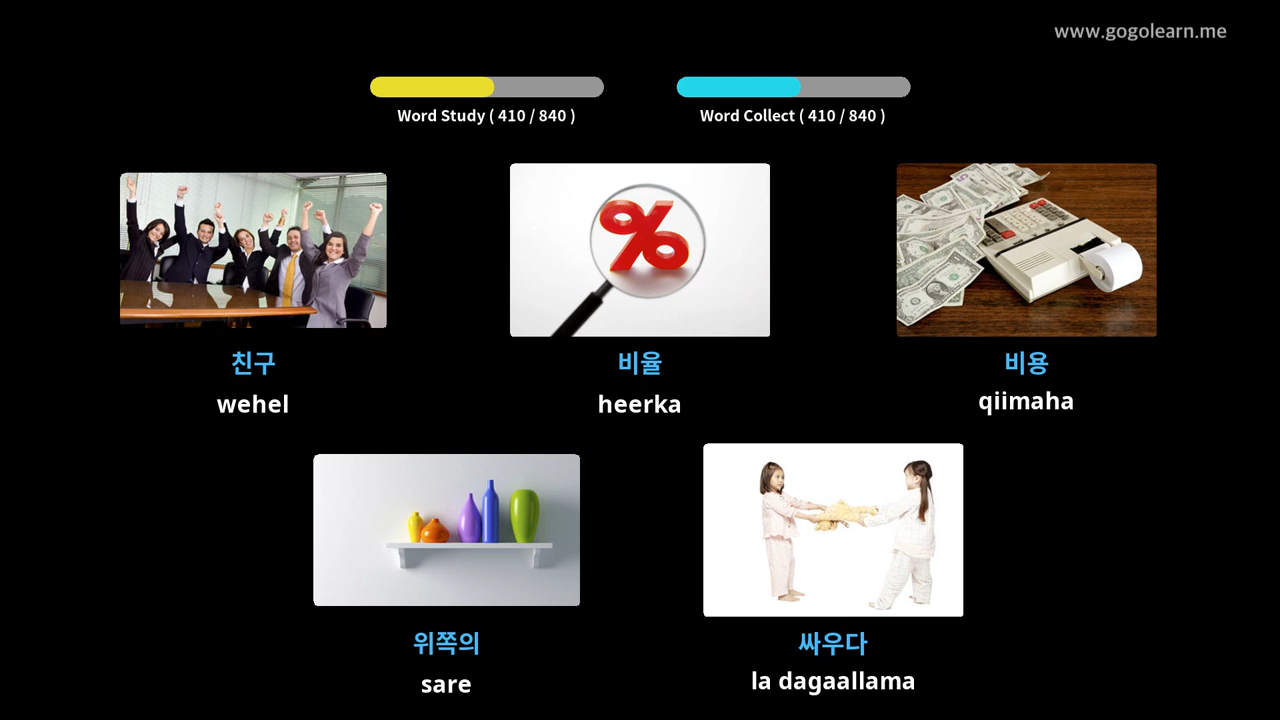 www.gogolearn.me
Word Study ( 410 / 840 )
Word Collect ( 410 / 840 )
친구
wehel
비율
heerka
비용
qiimaha
위쪽의
sare
싸우다
la dagaallama